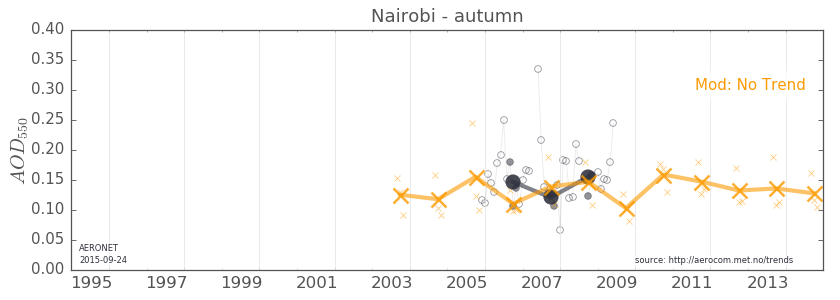 Nairobi - autumn
0.40
0.35
0.30
0.25
0.20
0.15
0.10
0.05
0.00
AOD550
Mod: No Trend
AERONET
2015-09-24
source: http://aerocom.met.no/trends
1995 1997 1999 2001 2003 2005 2007 2009 2011 2013